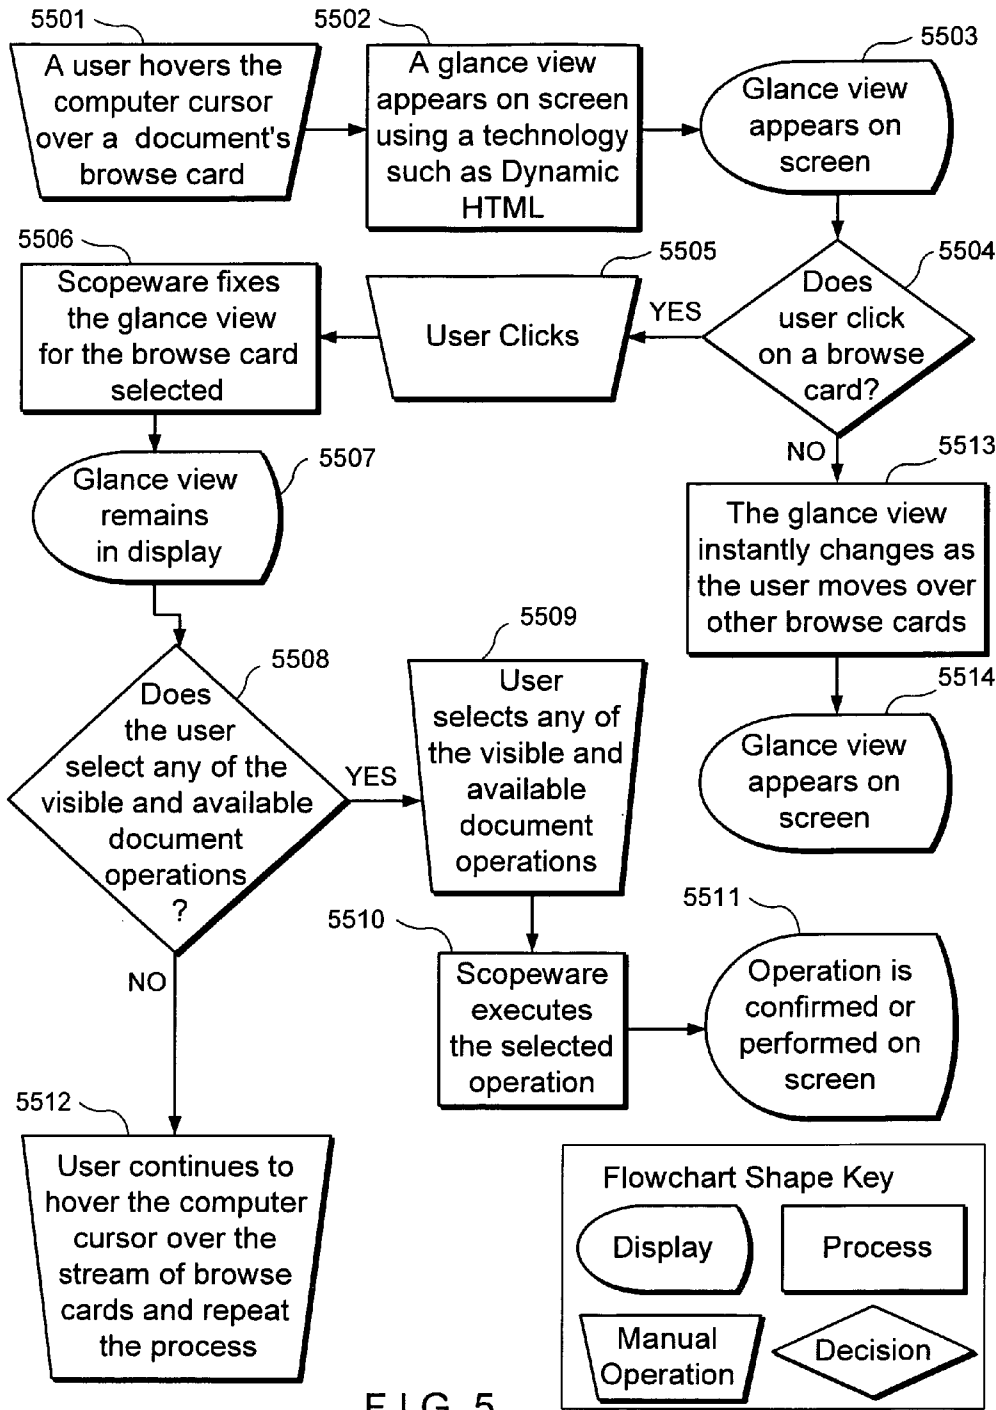 5501
A user hovers the
computer cursor
over a document's
browse card
5502
A glance view
appears on screen
using a technology
such as Dynamic
HTML
5503
Glance view
appears on
screen
5504
Does
user click
on a browse
card?
YES
NO
5505
User Clicks
5506
Scopeware fixes
the glance view
for the browse card
selected
5507
Glance view
remains
in display
5508
Does
the user
select any of the
visible and available
document
operations
?
YES
NO
5509
User
selects any of
the visible and
available
document
operations
5510
Scopeware
executes
the selected
operation
5511
Operation is
confirmed or
performed on
screen
5512
User continues to
hover the computer
cursor over the
stream of browse
cards and repeat
the process
5513
The glance view
instantly changes as
the user moves over
other browse cards
5514
Glance view
appears on
screen
Flowchart Shape Key
Display
Process
Manual
Operation
Decision
FIG. 5